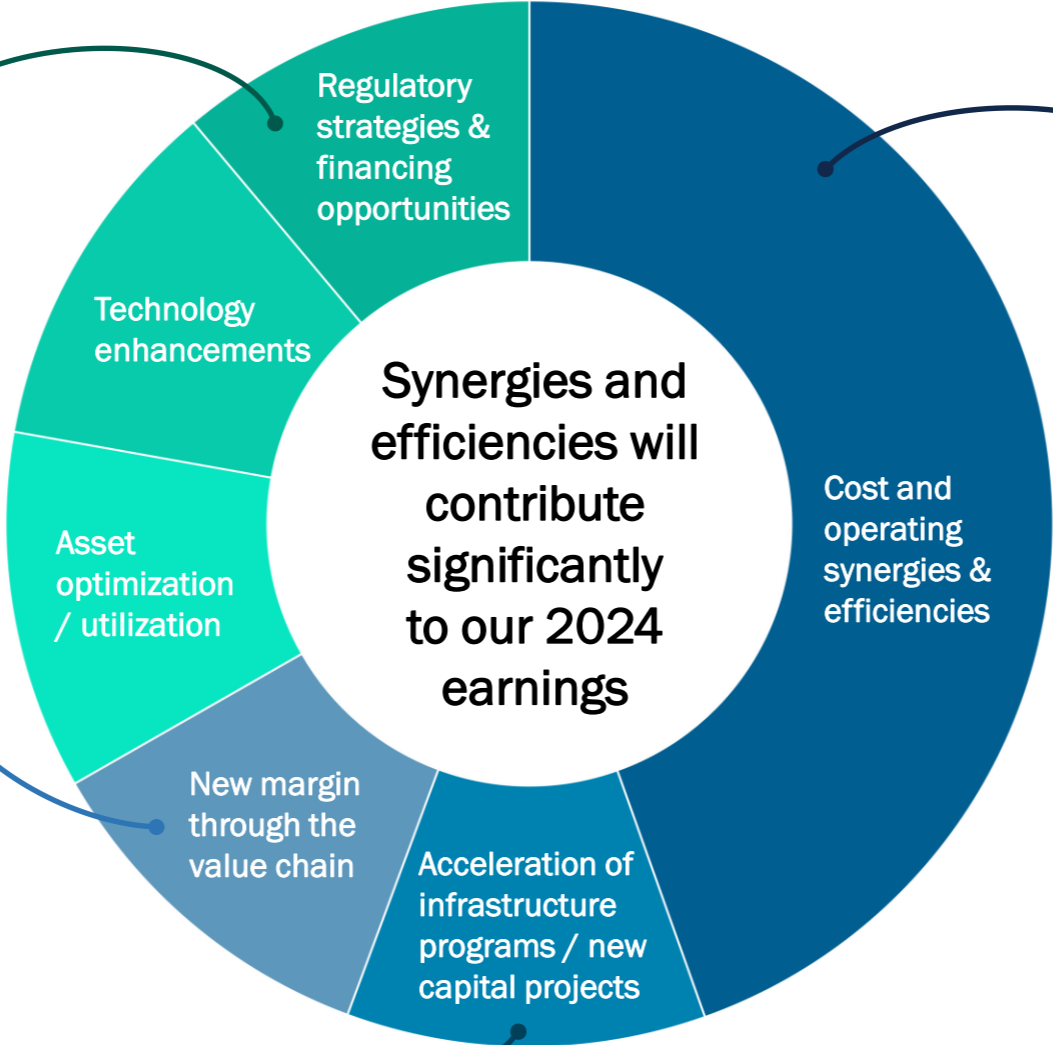 Regulatory
strategies &
financing
opportunities
Technology
enhancements
Synergies and
efficiencies will
contribute
significantly
to our 2024
earnings
Cost and
operating
synergies &
efficiencies
Asset
optimization
/ utilization
New margin
through the
value chain
Acceleration of
infrastructure
programs / new
capital projects